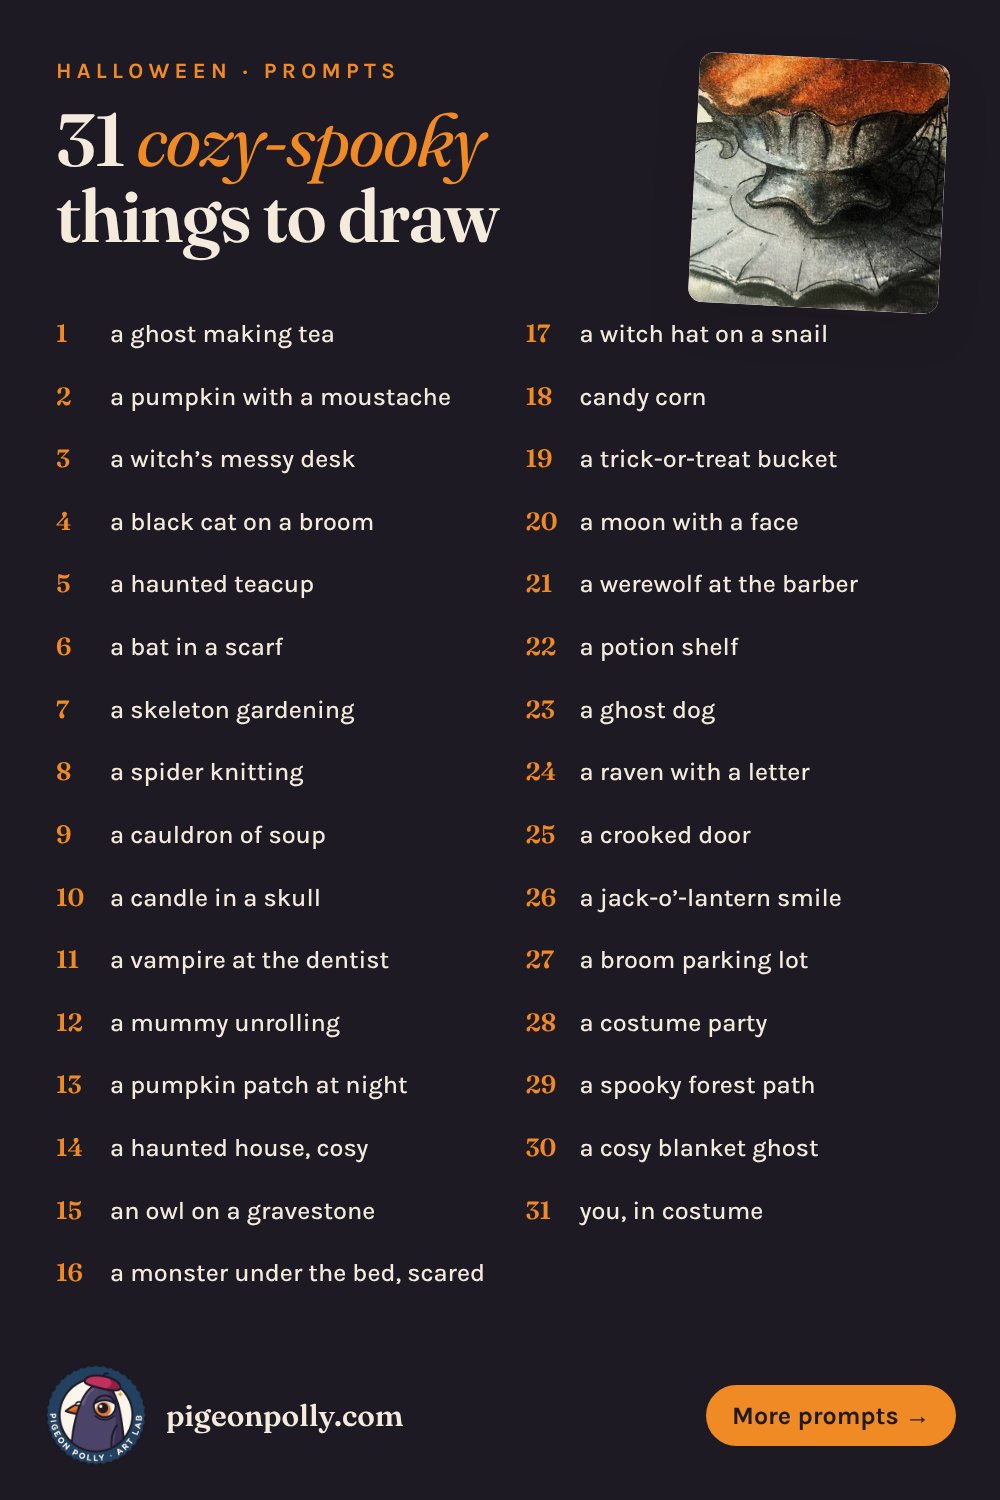 HALLOWEEN · PROMPTS
31 cozy-spooky
things to draw
1 a ghost making tea
2 a pumpkin with a moustache
3 a witch’s messy desk
4 a black cat on a broom
5 a haunted teacup
6 a bat in a scarf
7 a skeleton gardening
8 a spider knitting
9 a cauldron of soup
10 a candle in a skull
11 a vampire at the dentist
12 a mummy unrolling
13 a pumpkin patch at night
14 a haunted house, cosy
15 an owl on a gravestone
16 a monster under the bed, scared
17 a witch hat on a snail
18 candy corn
19 a trick-or-treat bucket
20 a moon with a face
21 a werewolf at the barber
22 a potion shelf
23 a ghost dog
24 a raven with a letter
25 a crooked door
26 a jack-o’-lantern smile
27 a broom parking lot
28 a costume party
29 a spooky forest path
30 a cosy blanket ghost
31 you, in costume
PIGEON POLLY · ART LAB
pigeonpolly.com
More prompts →